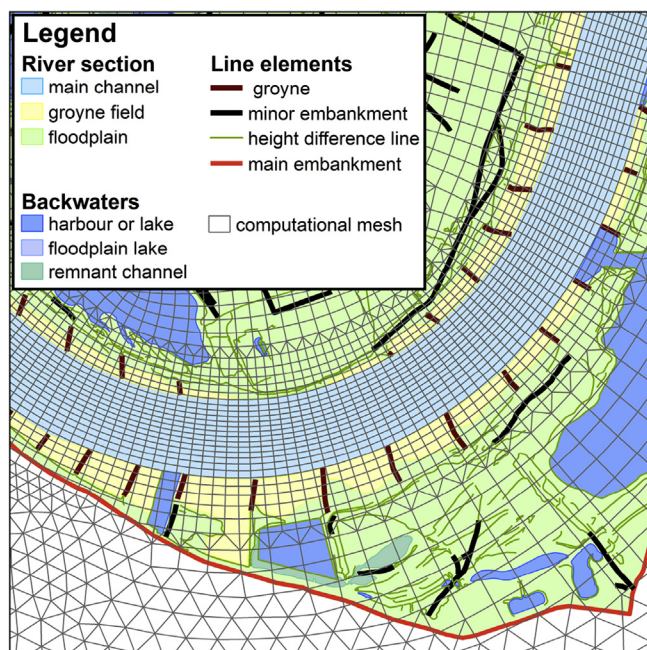 Legend
River section
main channel
groyne field
floodplain
Line elements
groyne
minor embankment
height difference line
main embankment
Backwaters
harbour or lake
floodplain lake
remnant channel
computational mesh